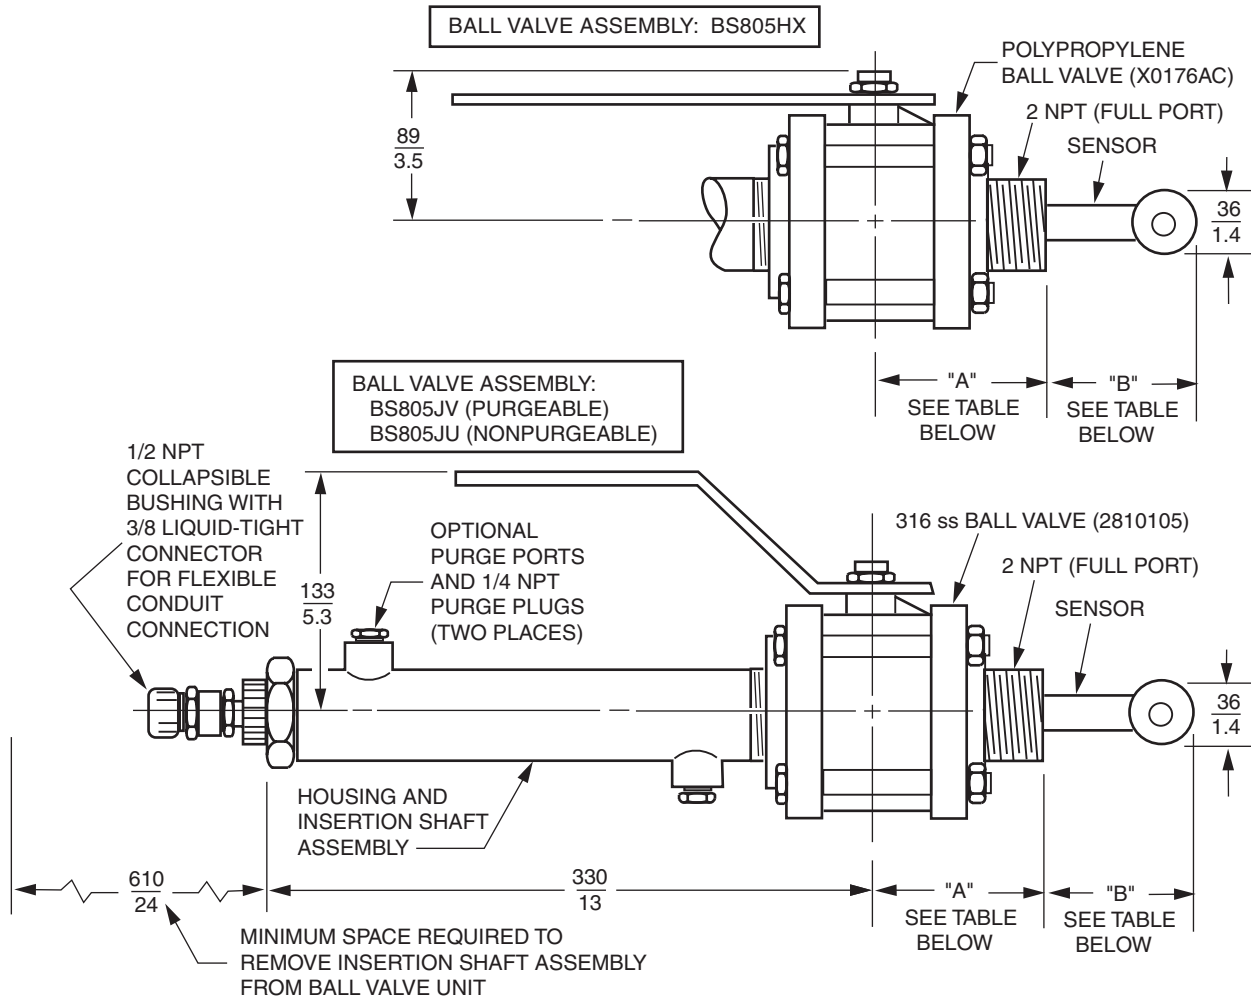 BALL VALVE ASSEMBLY: BS805HX
POLYPROPYLENE
BALL VALVE (X0176AC)
2 NPT (FULL PORT)
SENSOR
89
3.5
36
1.4
"A"
SEE TABLE
BELOW
"B"
SEE TABLE
BELOW
BALL VALVE ASSEMBLY:
BS805JV (PURGEABLE)
BS805JU (NONPURGEABLE)
1/2 NPT
COLLAPSIBLE
BUSHING WITH
3/8 LIQUID-TIGHT
CONNECTOR
FOR FLEXIBLE
CONDUIT
CONNECTION
133
5.3
OPTIONAL
PURGE PORTS
AND 1/4 NPT
PURGE PLUGS
(TWO PLACES)
316 ss BALL VALVE (2810105)
2 NPT (FULL PORT)
SENSOR
36
1.4
HOUSING AND
INSERTION SHAFT
ASSEMBLY
610
24
330
13
"A"
SEE TABLE
BELOW
"B"
SEE TABLE
BELOW
MINIMUM SPACE REQUIRED TO
REMOVE INSERTION SHAFT ASSEMBLY
FROM BALL VALVE UNIT